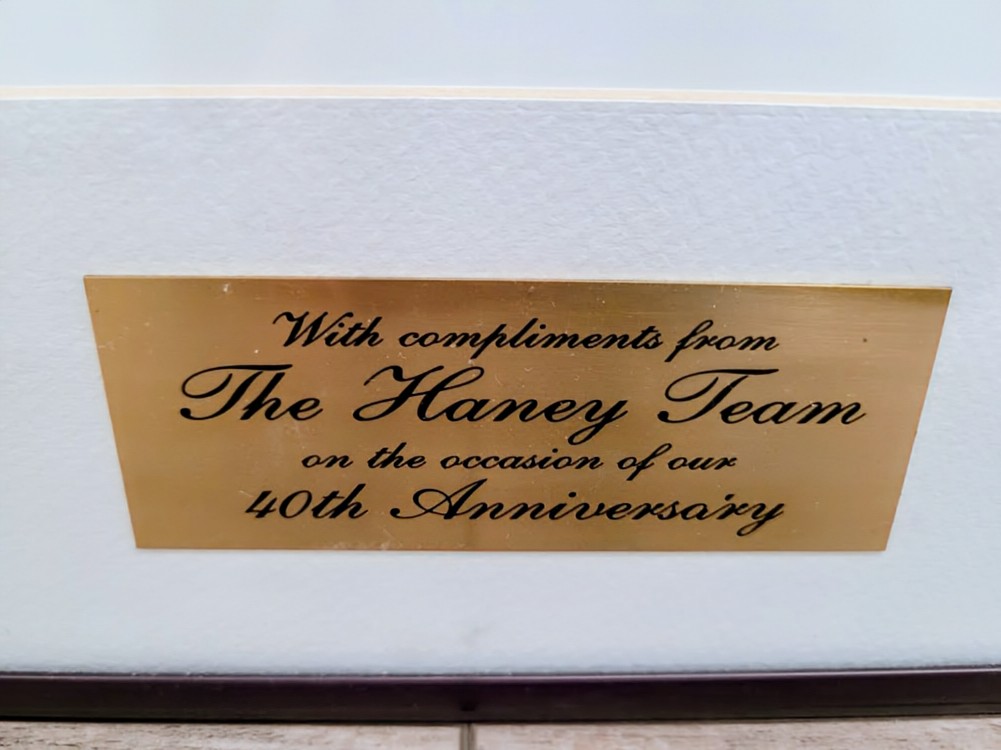 With compliments from
The Haney Team
on the occasion of our
40th Anniversary